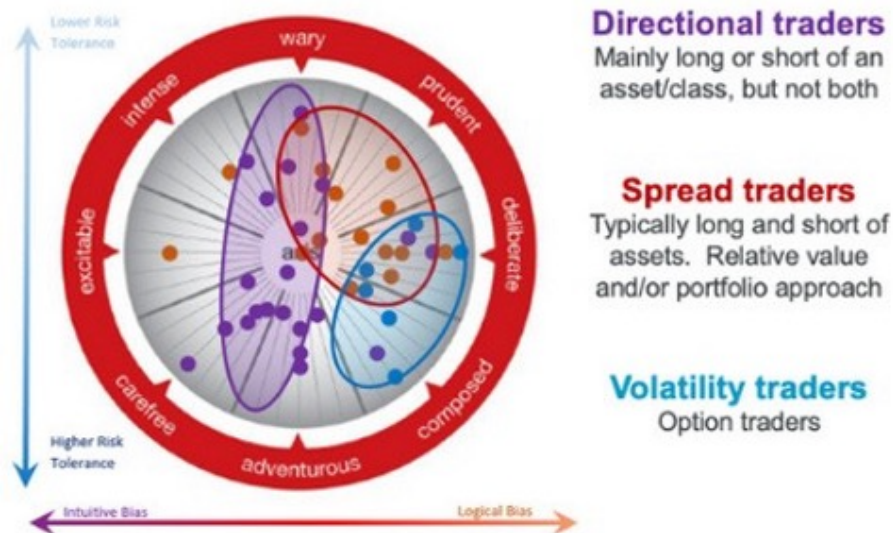 Lower Risk
Tolerance
wary
intense
prudent
excitable
deliberate
carefree
composed
adventurous
Higher Risk
Tolerance
Intuitive Bias
Logical Bias
Directional traders
Mainly long or short of an
asset/class, but not both
Spread traders
Typically long and short of
assets. Relative value
and/or portfolio approach
Volatility traders
Option traders